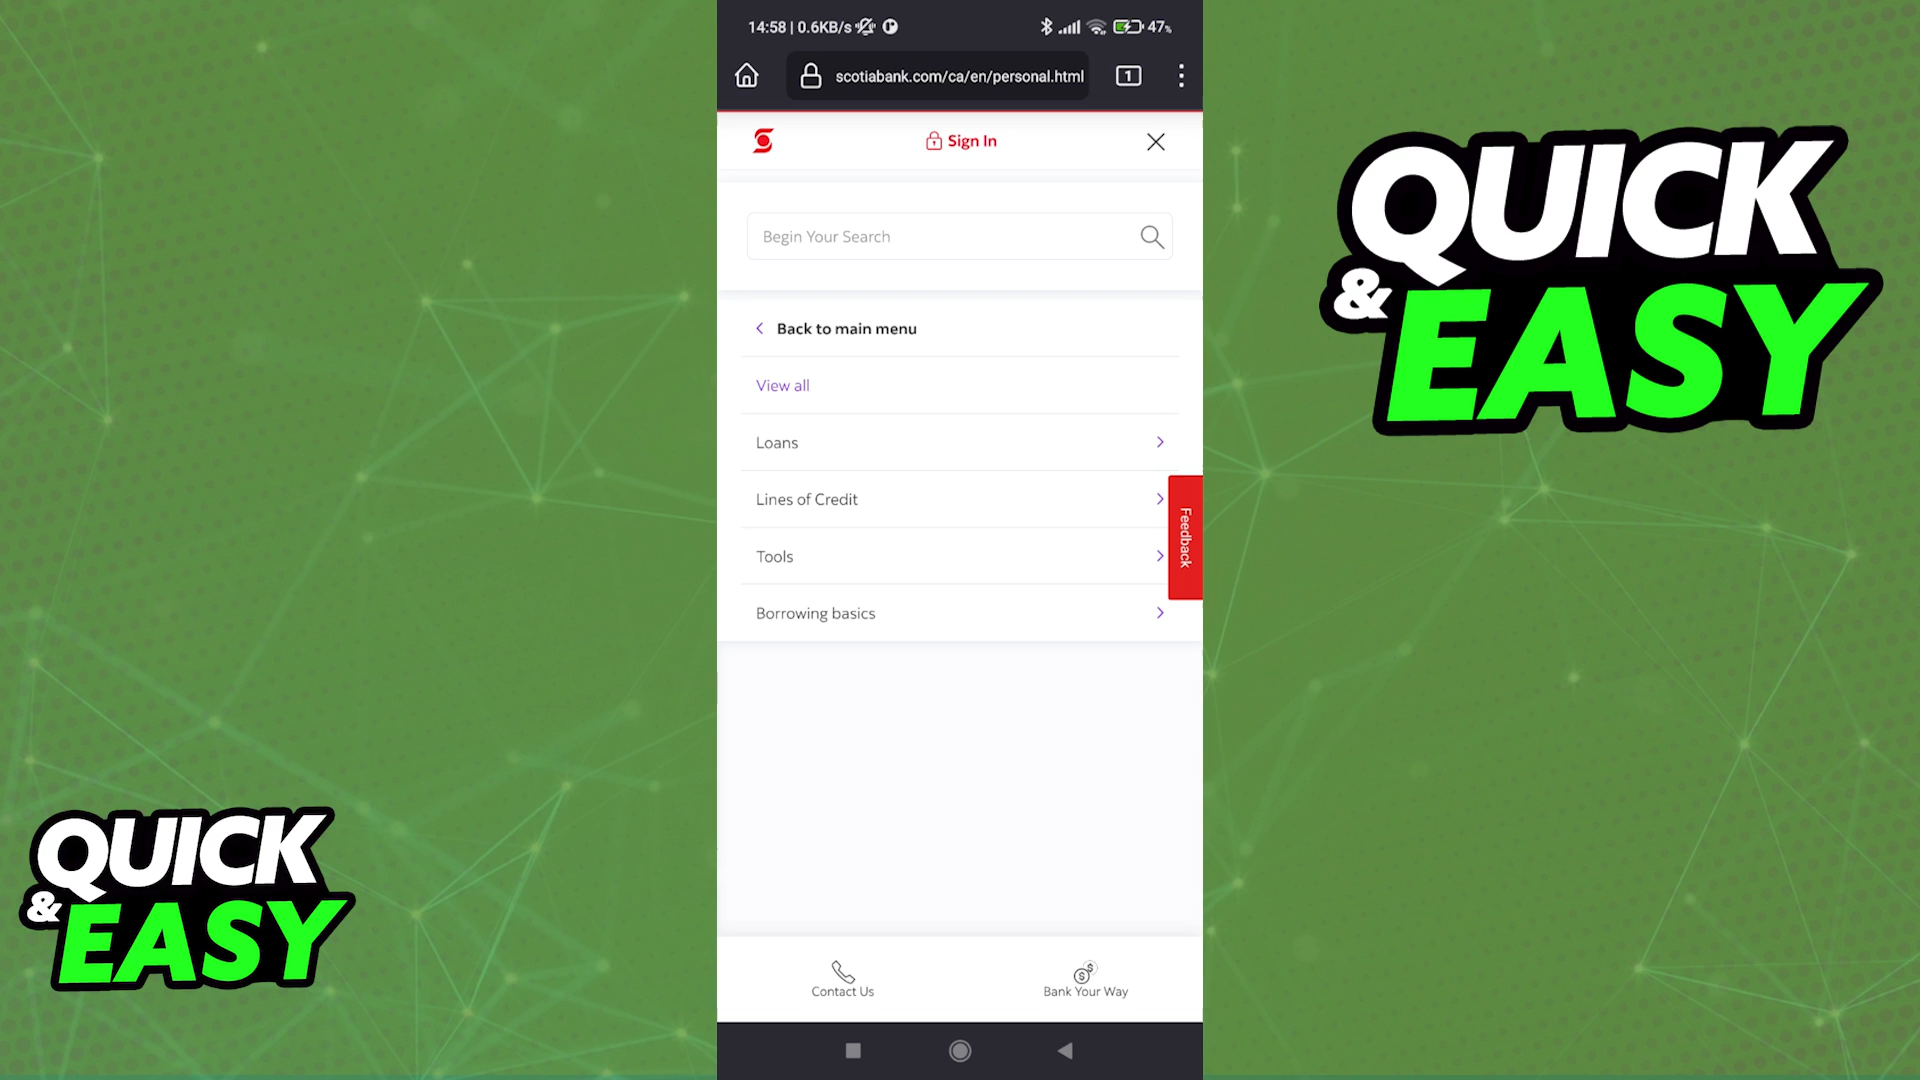 14:58 | 0.6KB/s
47%
scotiabank.com/ca/en/personal.html
1
Sign In
Begin Your Search
Back to main menu
View all
Loans
Lines of Credit
Tools
Borrowing basics
Feedback
Contact Us
Bank Your Way
QUICK
& EASY
QUICK
& EASY